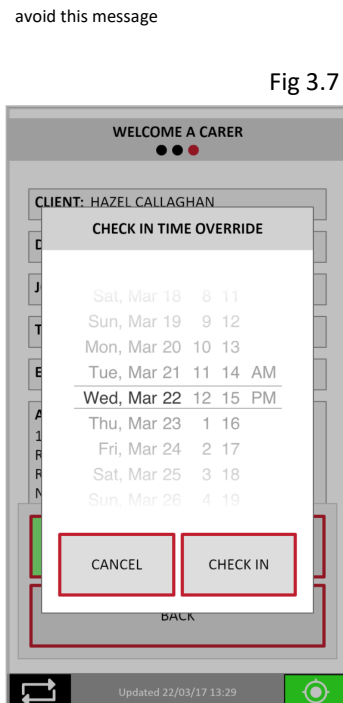 avoid this message
Fig 3.7
WELCOME A CARER
CLIENT: HAZEL CALLAGHAN
CHECK IN TIME OVERRIDE
D
J
T
E
A
1
R
R
N
Sat, Mar 18 8 11
Sun, Mar 19 9 12
Mon, Mar 20 10 13
Tue, Mar 21 11 14 AM
Wed, Mar 22 12 15 PM
Thu, Mar 23 1 16
Fri, Mar 24 2 17
Sat, Mar 25 3 18
Sun, Mar 26 4 19
CANCEL CHECK IN
BACK
Updated 22/03/17 13:29